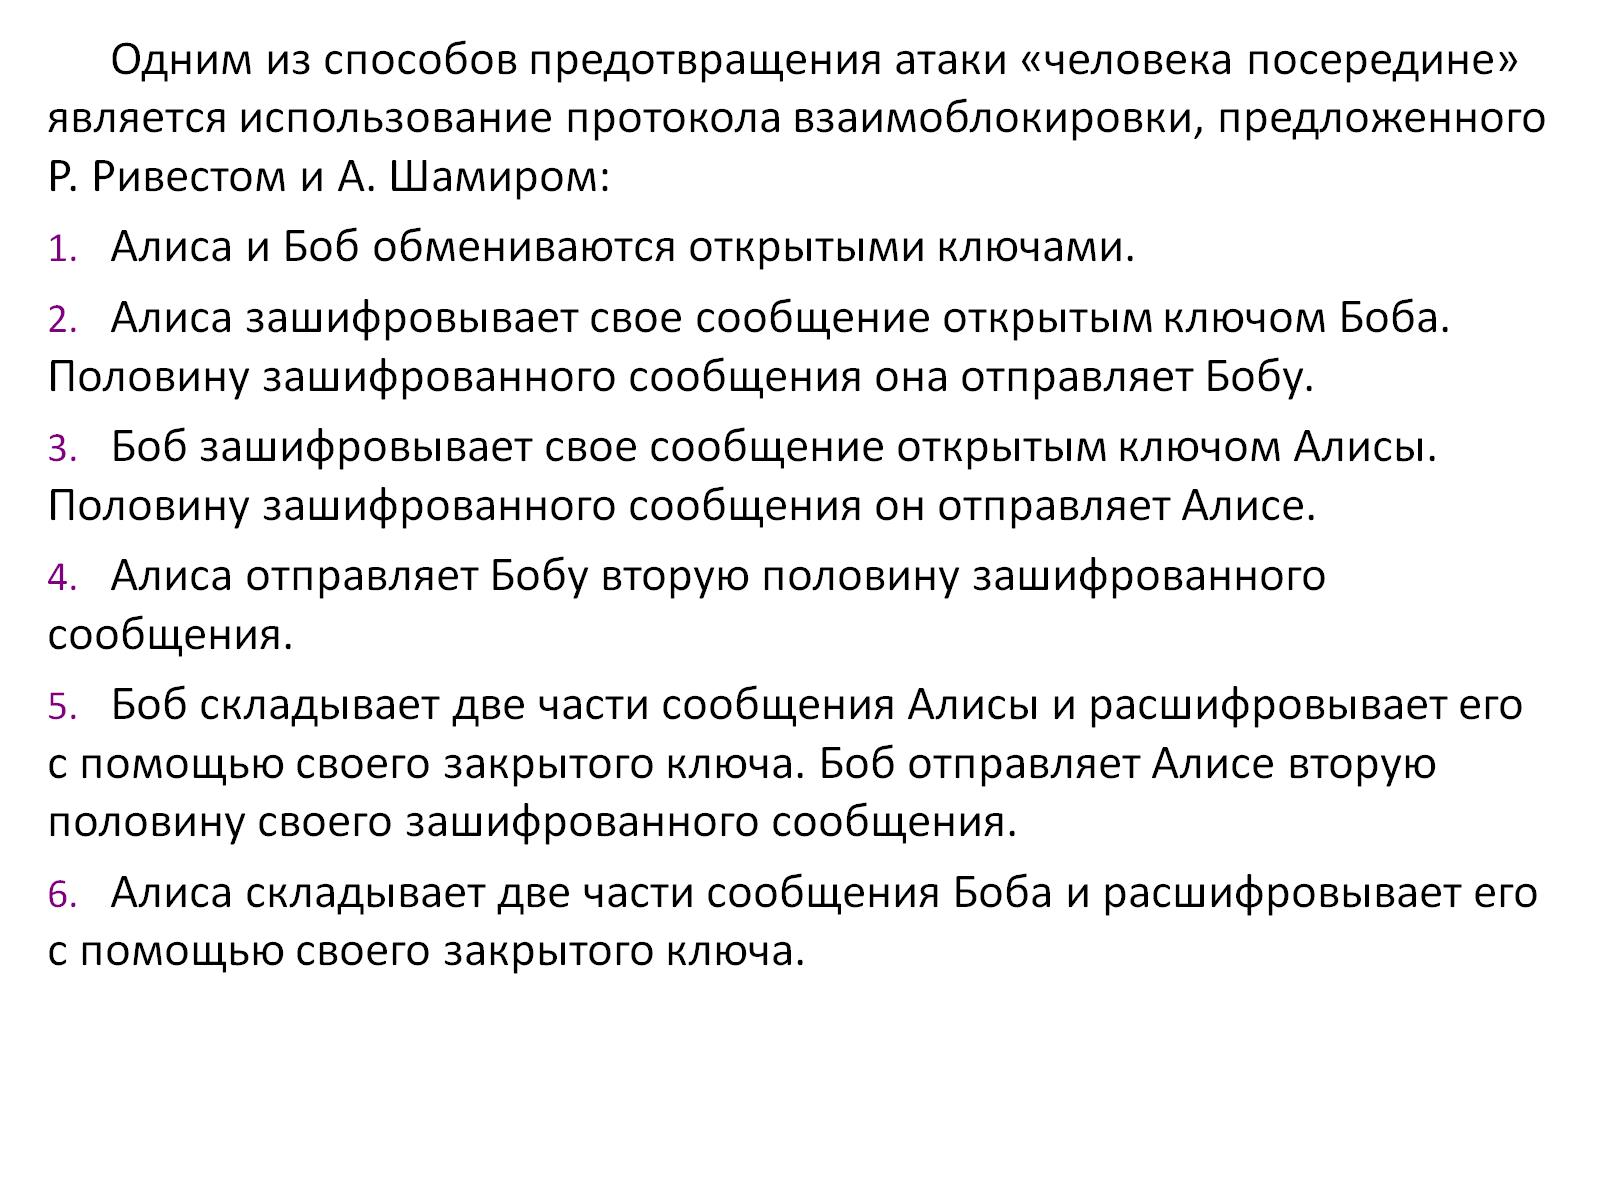 Одним из способов предотвращения атаки «человека посередине»
является использование протокола взаимоблокировки, предложенного
Р. Ривестом и А. Шамиром:
1. Алиса и Боб обмениваются открытыми ключами.
2. Алиса зашифровывает свое сообщение открытым ключом Боба.
Половину зашифрованного сообщения она отправляет Бобу.
3. Боб зашифровывает свое сообщение открытым ключом Алисы.
Половину зашифрованного сообщения он отправляет Алисе.
4. Алиса отправляет Бобу вторую половину зашифрованного
сообщения.
5. Боб складывает две части сообщения Алисы и расшифровывает его
с помощью своего закрытого ключа. Боб отправляет Алисе вторую
половину своего зашифрованного сообщения.
6. Алиса складывает две части сообщения Боба и расшифровывает его
с помощью своего закрытого ключа.